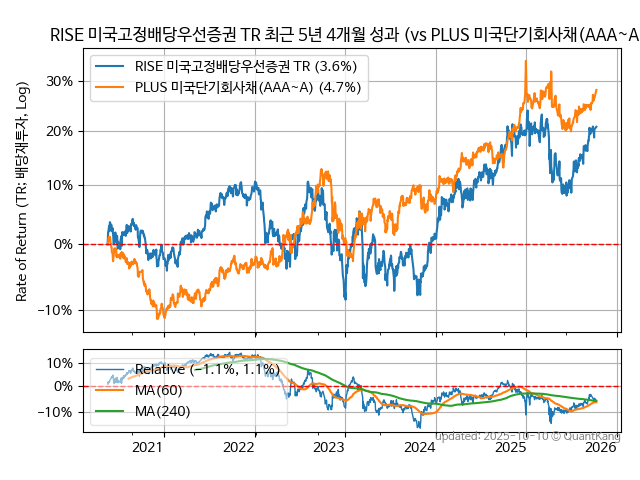 RISE 미국고정배당우선증권 TR 최근 5년 4개월 성과 (vs PLUS 미국단기회사채(AAA~A
RISE 미국고정배당우선증권 TR (3.6%)
PLUS 미국단기회사채(AAA~A) (4.7%)
Rate of Return (TR: 배당재투자, Log)
30%
20%
10%
0%
−10%
Relative (−1.1%, 1.1%)
MA(60)
MA(240)
10%
0%
−10%
updated: 2025-10-10 © QuantKang
2021 2022 2023 2024 2025 2026